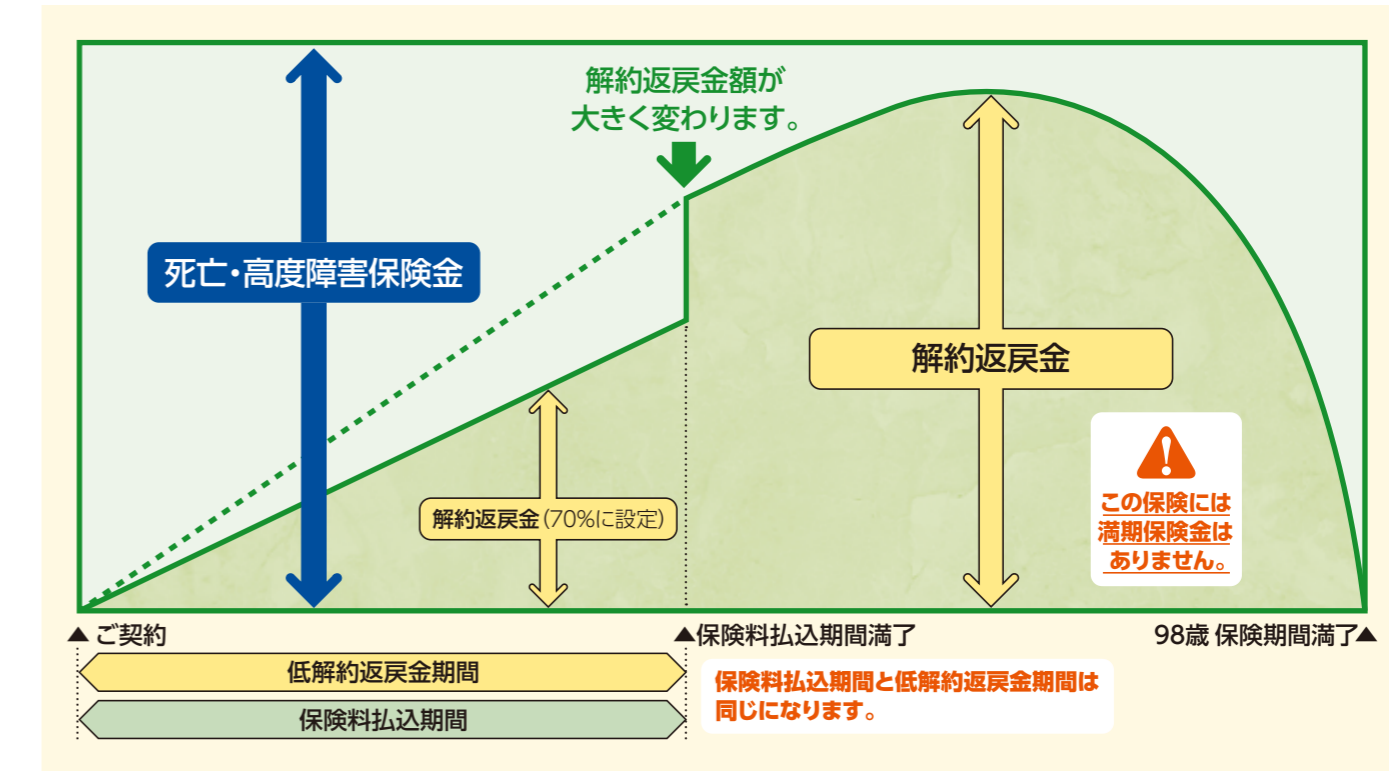 解約返戻金額が
大きく変わります。
死亡・高度障害保険金
解約返戻金
解約返戻金(70%に設定)
この保険には
満期保険金は
ありません。
▲ ご契約
▲保険料払込期間満了
98歳 保険期間満了▲
低解約返戻金期間
保険料払込期間
保険料払込期間と低解約返戻金期間は
同じになります。